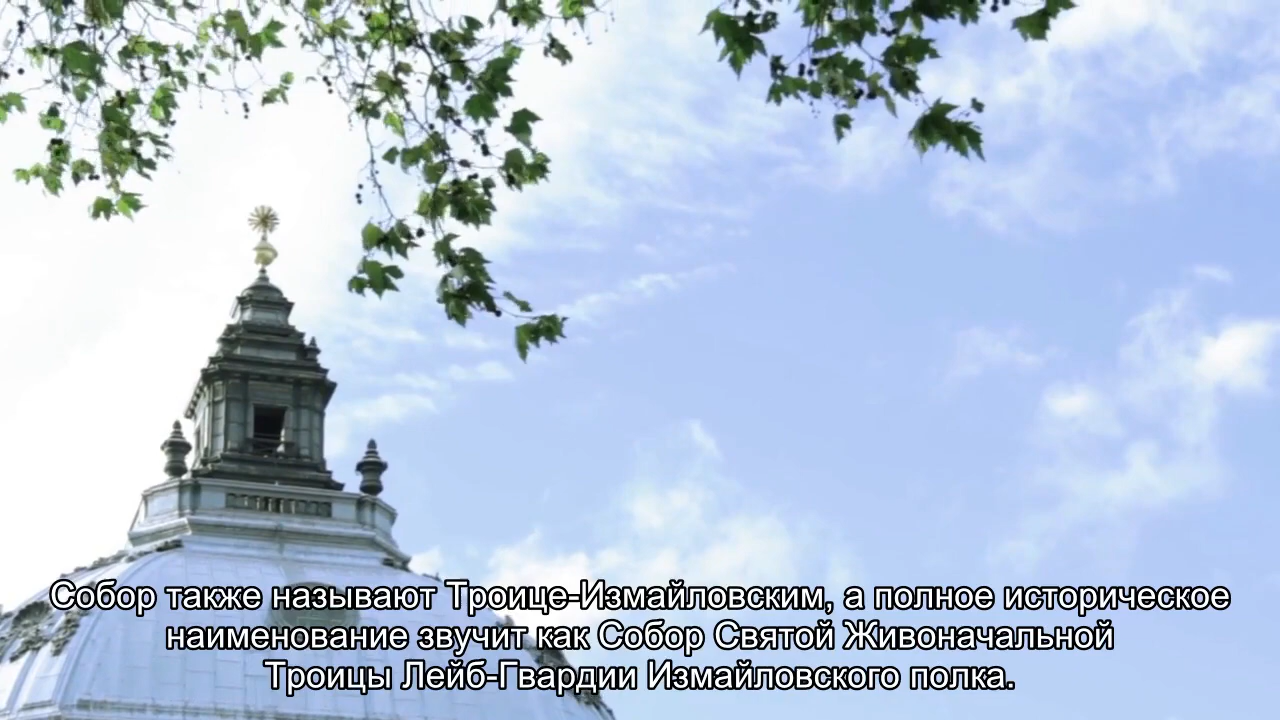 Собор также называют Троице-Измайловским, а полное историческое
наименование звучит как Собор Святой Живоначальной
Троицы Лейб-Гвардии Измайловского полка.